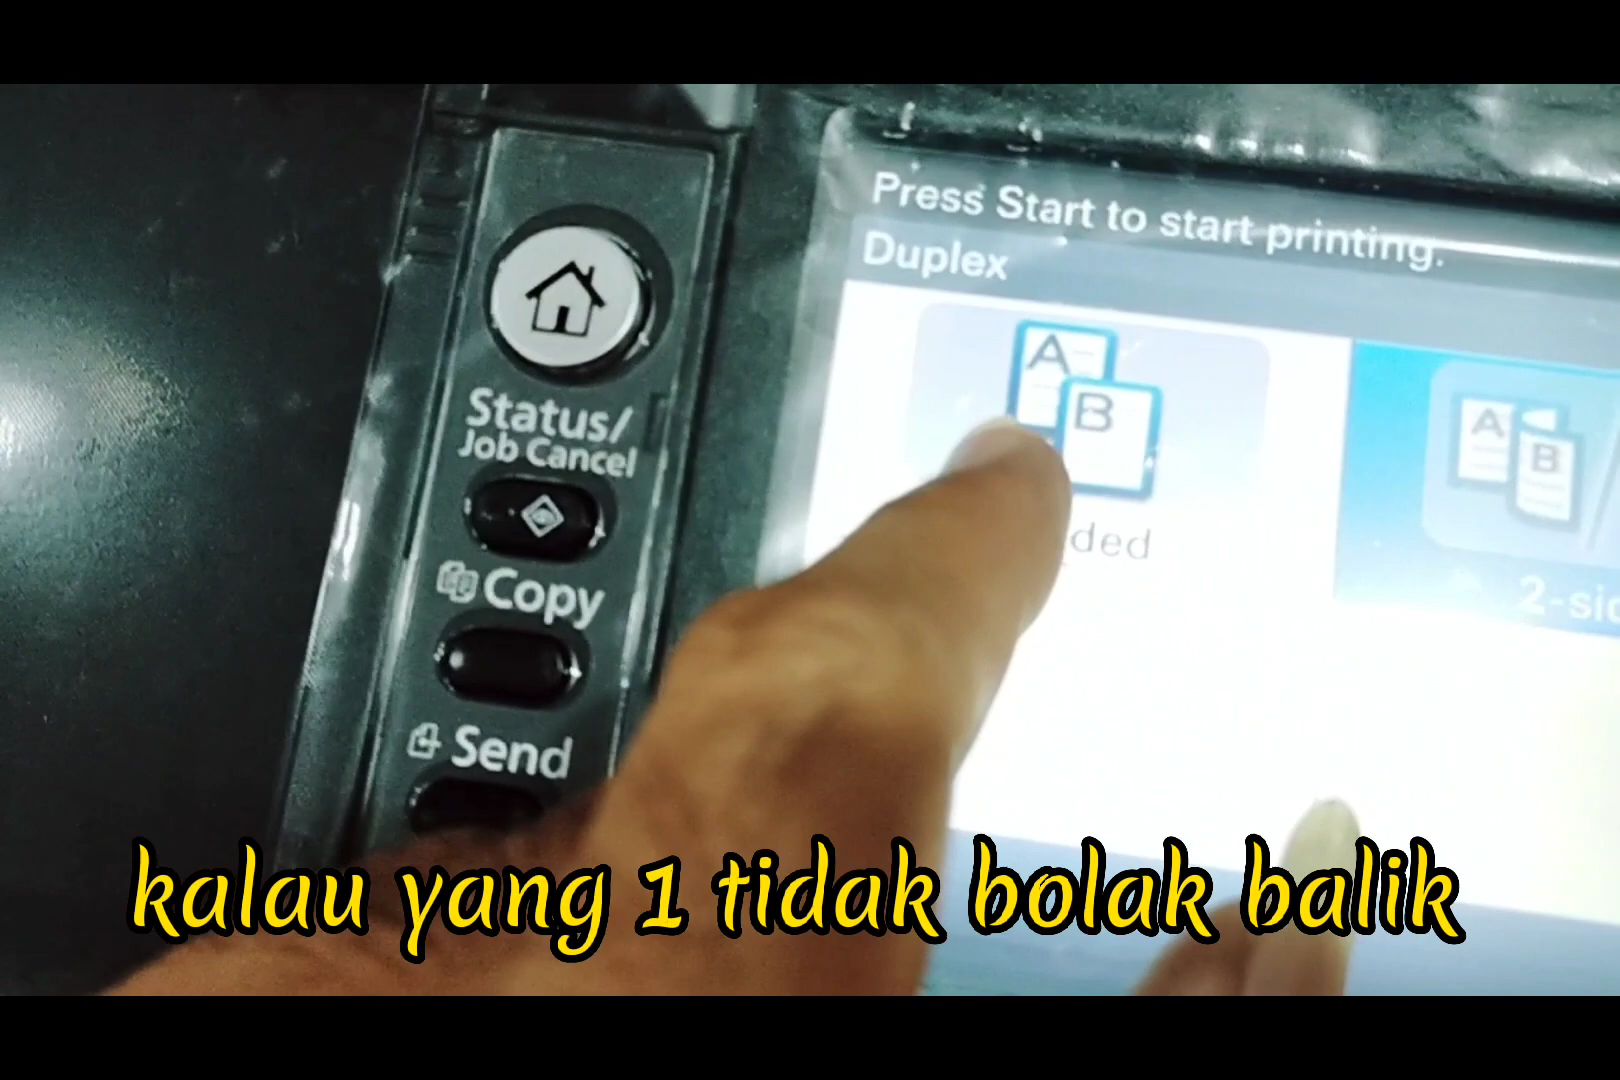 Press Start to start printing.
Duplex
A
B
A
B
Status/
Job Cancel
Copy
Send
kalau yang 1 tidak bolak balik